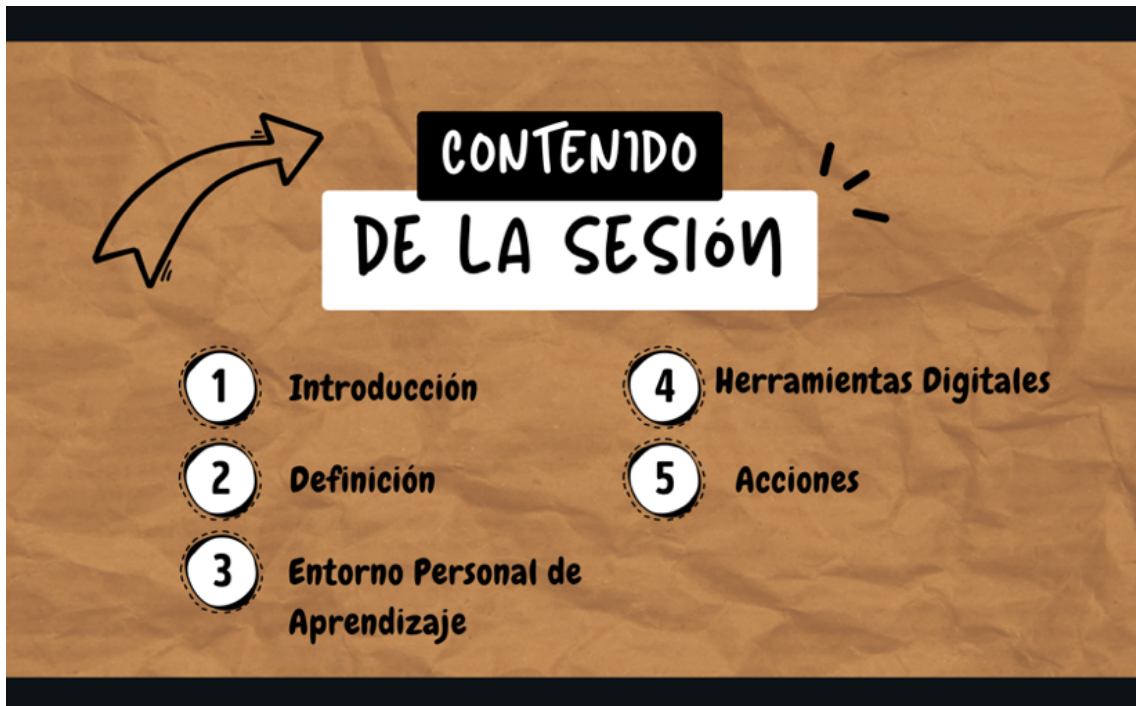 CONTENIDO
DE LA SESIÓN
1 Introducción
2 Definición
3 Entorno Personal de
Aprendizaje
4 Herramientas Digitales
5 Acciones